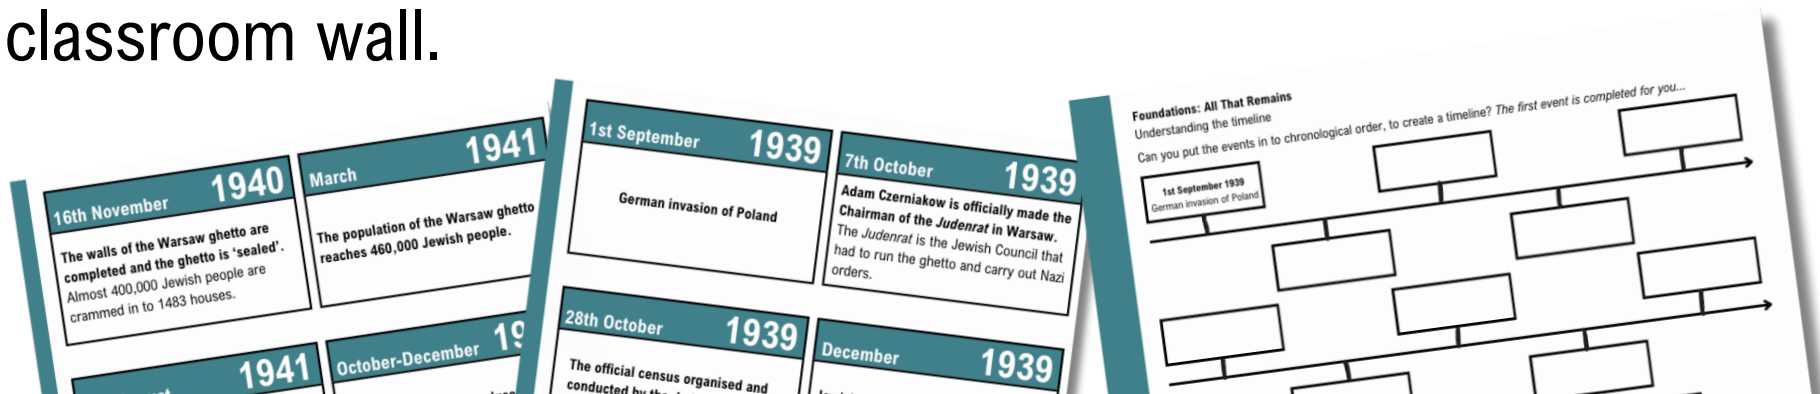 classroom wall.
16th November 1940
The walls of the Warsaw ghetto are
completed and the ghetto is ‘sealed’.
Almost 400,000 Jewish people are
crammed in to 1483 houses.
March 1941
The population of the Warsaw ghetto
reaches 460,000 Jewish people.
1941
October-December
1st September 1939
German invasion of Poland
7th October 1939
Adam Czerniakow is officially made the
Chairman of the Judenrat in Warsaw.
The Judenrat is the Jewish Council that
had to run the ghetto and carry out Nazi
orders.
28th October 1939
The official census organised and
conducted by the
December 1939
Foundations: All That Remains
Understanding the timeline
Can you put the events in to chronological order, to create a timeline? The first event is completed for you...
1st September 1939
German invasion of Poland